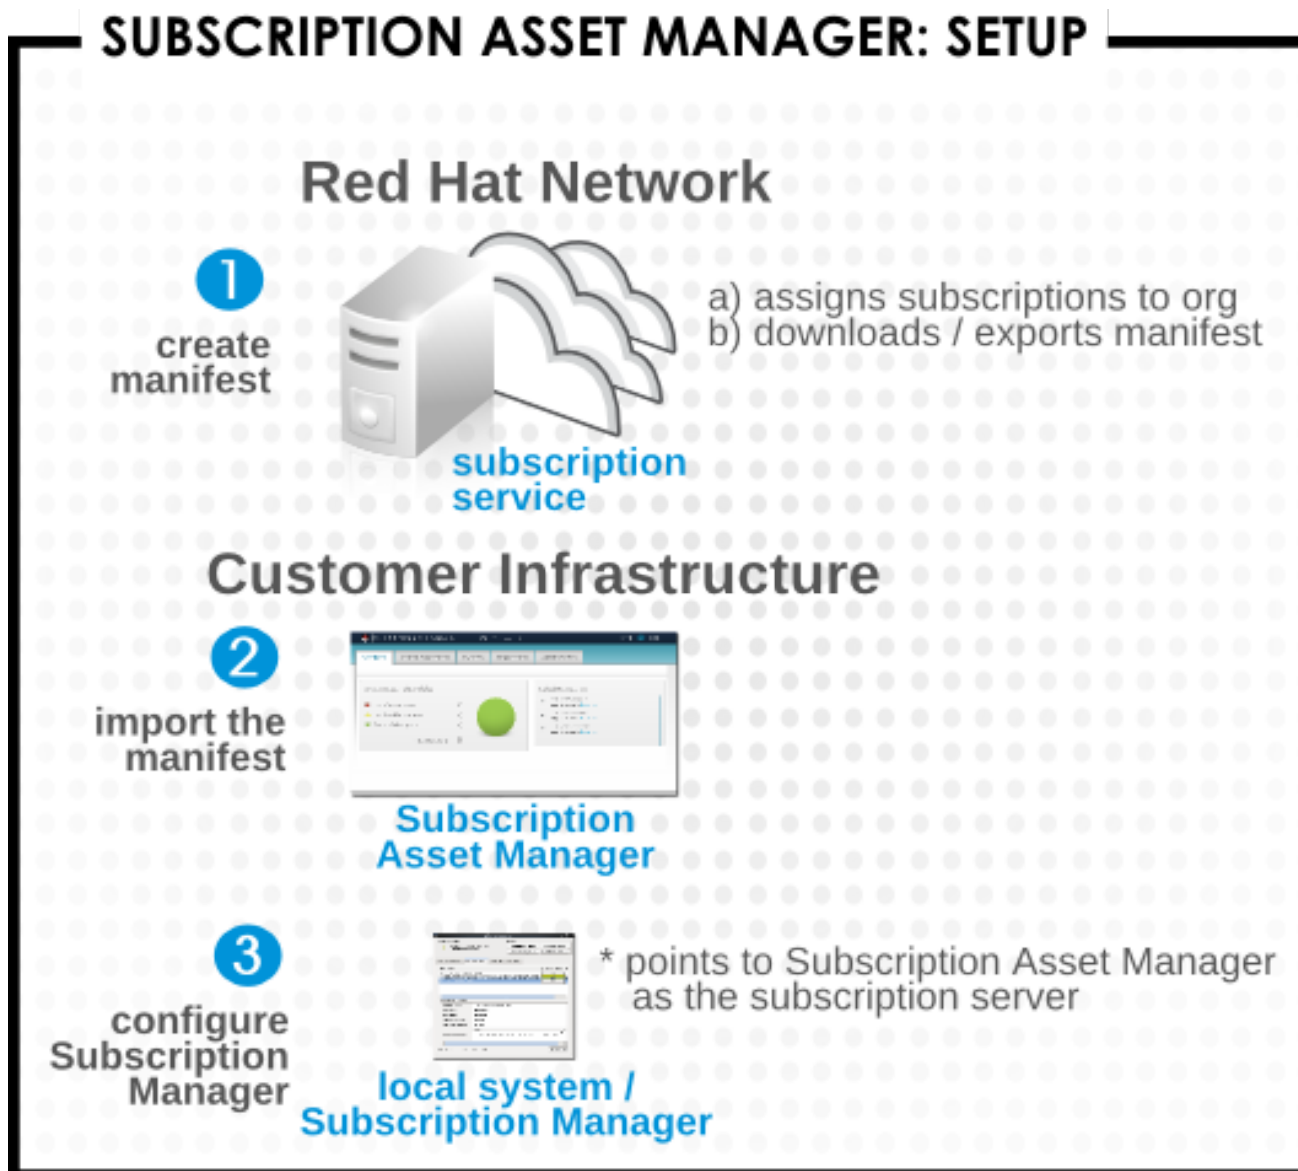 SUBSCRIPTION ASSET MANAGER: SETUP
Red Hat Network
1
create
manifest
a) assigns subscriptions to org
b) downloads / exports manifest
subscription
service
Customer Infrastructure
2
import the
manifest
Subscription
Asset Manager
3
configure
Subscription
Manager
* points to Subscription Asset Manager
as the subscription server
local system /
Subscription Manager